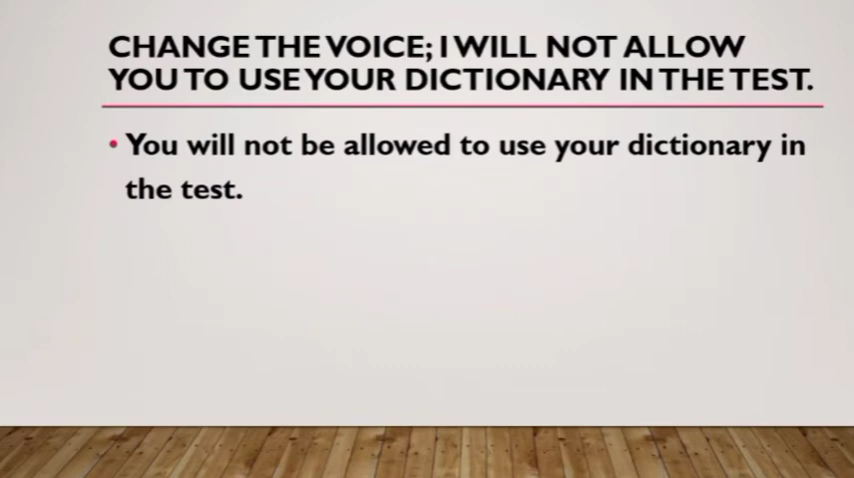 CHANGE THE VOICE; I WILL NOT ALLOW
YOU TO USE YOUR DICTIONARY IN THE TEST.
• You will not be allowed to use your dictionary in
the test.